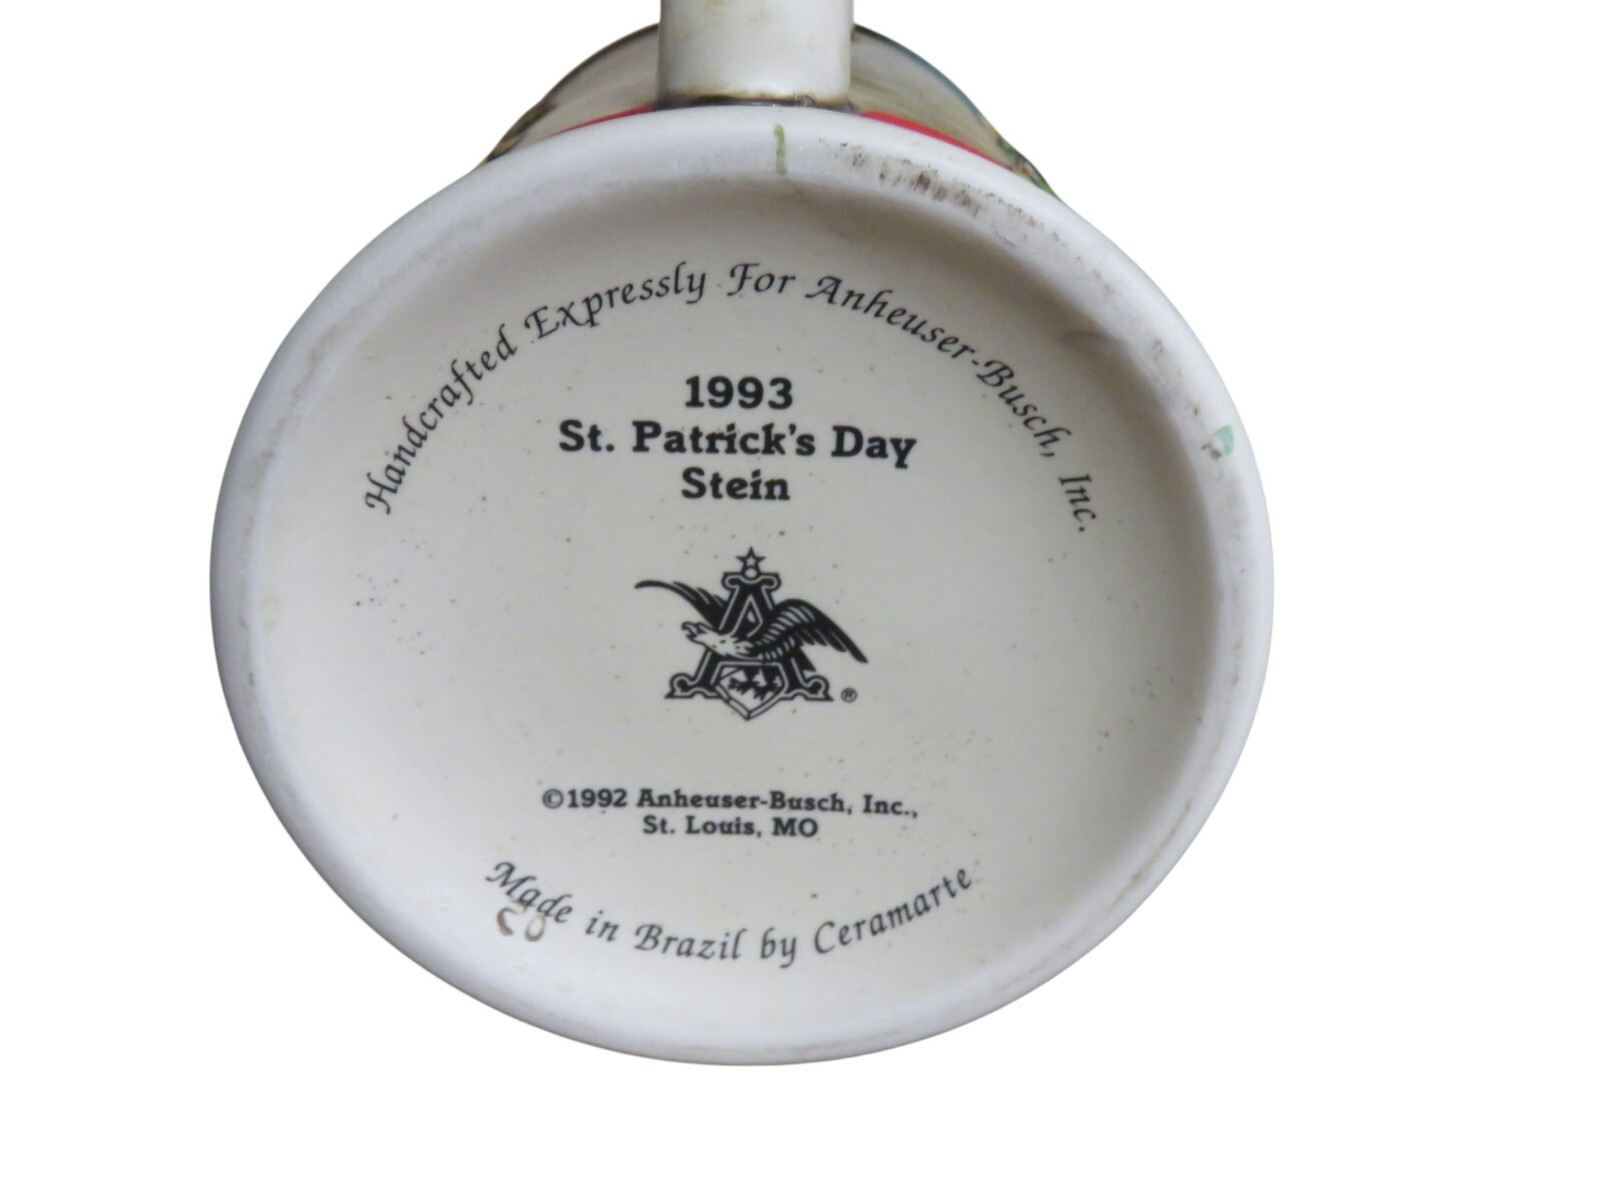 Handcrafted Expressly For Anheuser-Busch, Inc.
1993
St. Patrick's Day
Stein
A
®
©1992 Anheuser-Busch, Inc.,
St. Louis, MO
Made in Brazil by Ceramarte